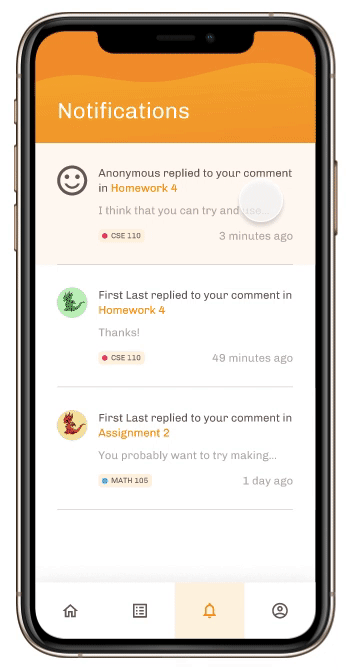 Notifications
Anonymous replied to your comment
in Homework 4
I think that you can try and use...
CSE 110
3 minutes ago
First Last replied to your comment in
Homework 4
Thanks!
CSE 110
49 minutes ago
First Last replied to your comment in
Assignment 2
You probably want to try making...
MATH 105
1 day ago